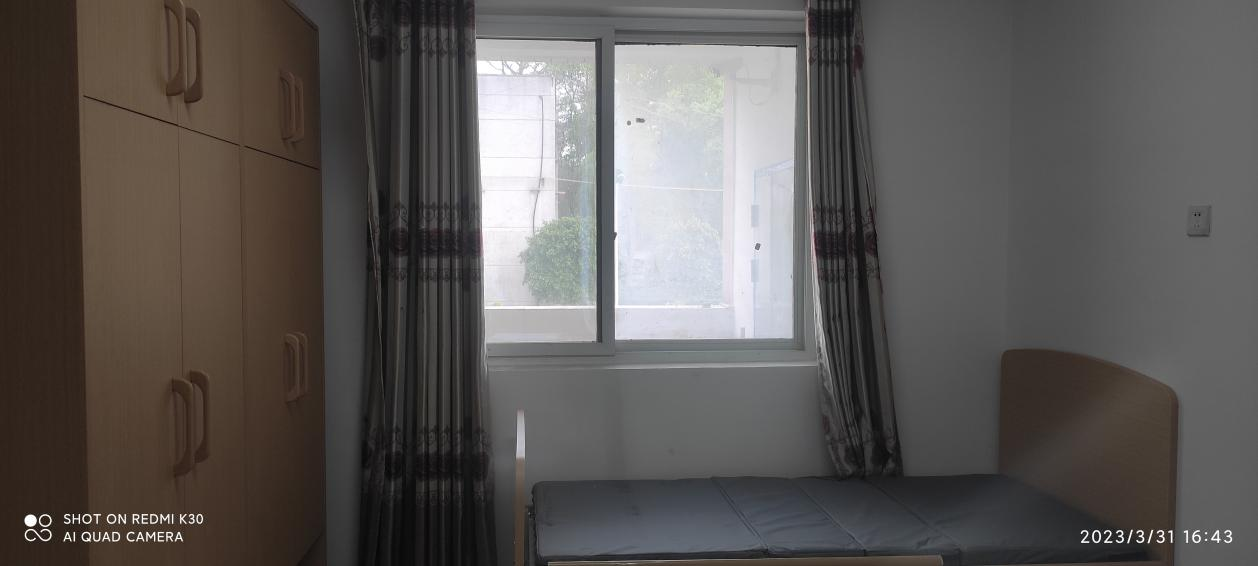 SHOT ON REDMI K30
AI QUAD CAMERA
2023/3/31 16:43